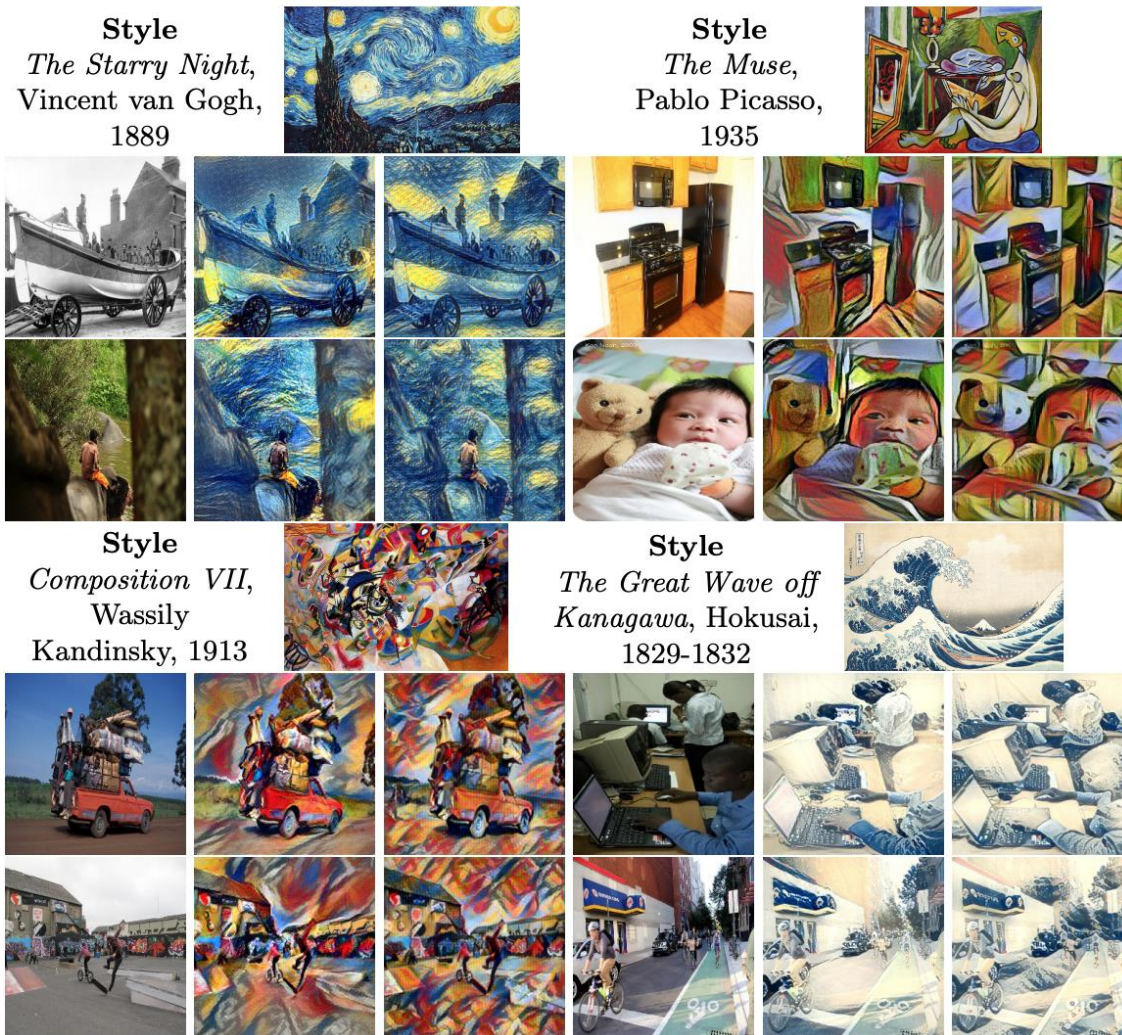 Style
The Starry Night,
Vincent van Gogh,
1889
Style
The Muse,
Pablo Picasso,
1935
Style
Composition VII,
Wassily
Kandinsky, 1913
Style
The Great Wave off
Kanagawa, Hokusai,
1829-1832